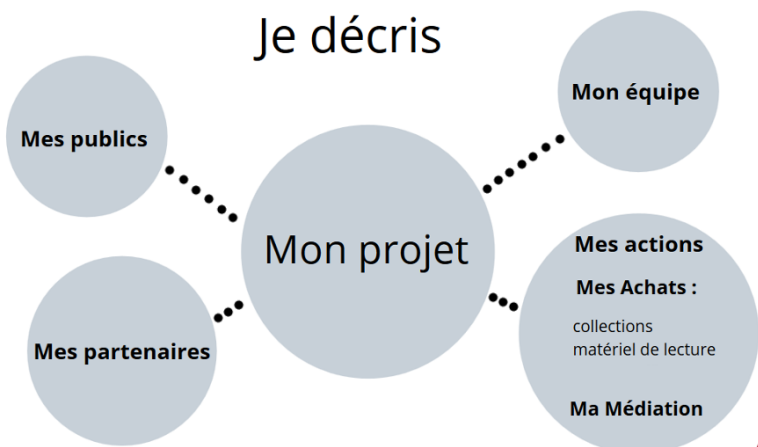 Je décris
Mon équipe
Mes publics
Mon projet
Mes actions
Mes Achats :
collections
matériel de lecture
Mes partenaires
Ma Médiation